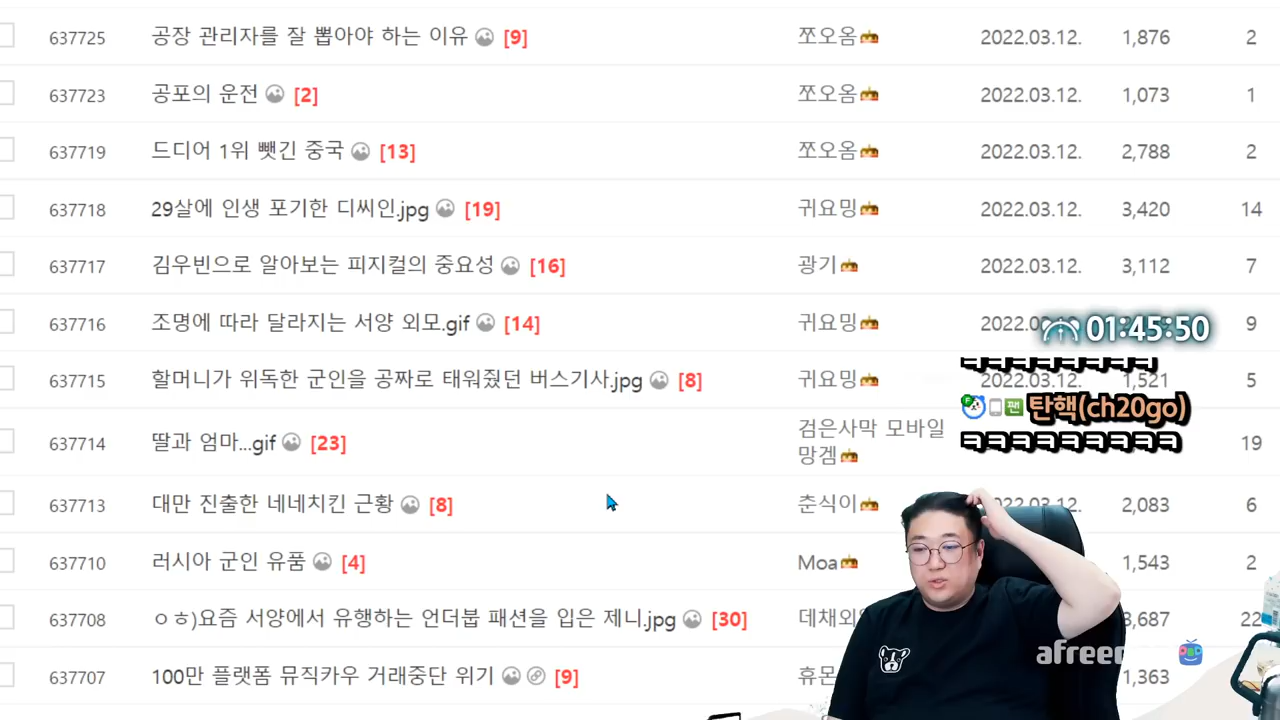 637725 공장 관리자를 잘 뽑아야 하는 이유 [9] 쪼오옴 2022.03.12. 1,876 2
637723 공포의 운전 [2] 쪼오옴 2022.03.12. 1,073 1
637719 드디어 1위 뺏긴 중국 [13] 쪼오옴 2022.03.12. 2,788 2
637718 29살에 인생 포기한 디씨인.jpg [19] 귀요밍 2022.03.12. 3,420 14
637717 김우빈으로 알아보는 피지컬의 중요성 [16] 광기 2022.03.12. 3,112 7
637716 조명에 따라 달라지는 서양 외모.gif [14] 귀요밍 9
01:45:50
ㅋㅋㅋㅋㅋㅋㅋㅋ
637715 할머니가 위독한 군인을 공짜로 태워줬던 버스기사.jpg [8] 귀요밍 2022.03.12. 1,521 5
탄핵(ch20go)
ㅋㅋㅋㅋㅋㅋㅋㅋㅋ
637714 딸과 엄마...gif [23] 검은사막 모바일 19
망겜
637713 대만 진출한 네네치킨 근황 [8] 춘식이 2,083 6
637710 러시아 군인 유품 [4] Moa 1,543 2
637708 ㅇㅎ)요즘 서양에서 유행하는 언더붑 패션을 입은 제니.jpg [30] 22
637707 100만 플랫폼 뮤직카우 거래중단 위기 [9] 1,363